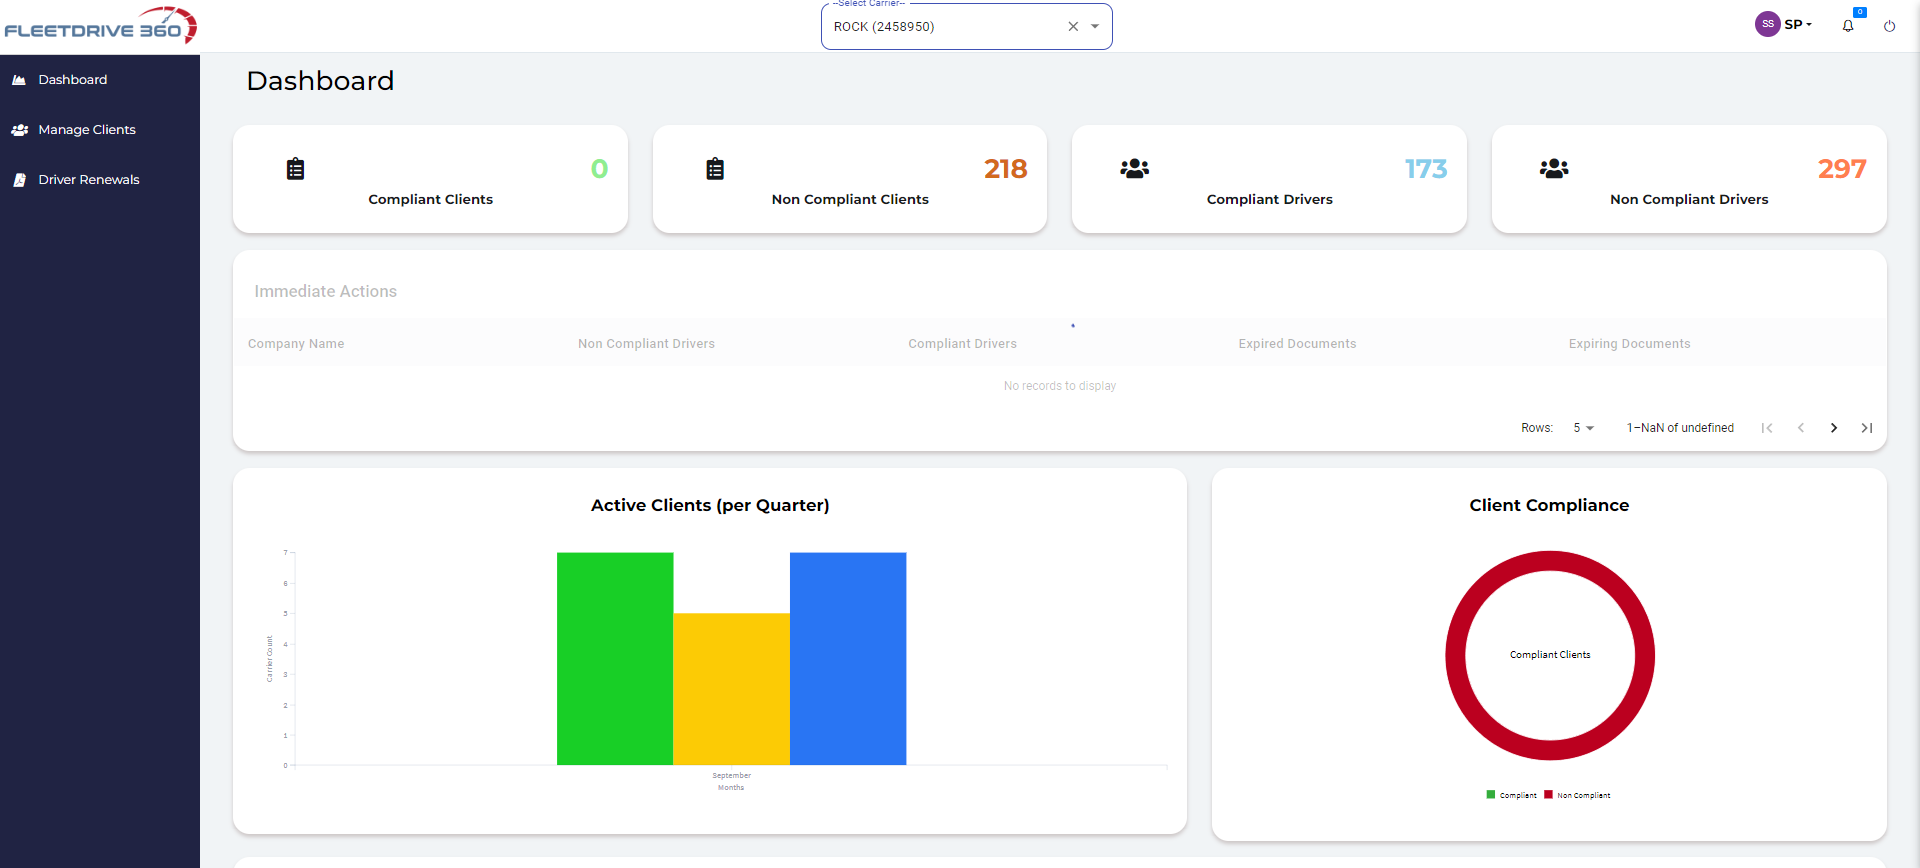 FLEETDRIVE 360
--Select Carrier--
ROCK (2458950)
SS SP
0
Dashboard
Manage Clients
Driver Renewals
Dashboard
0
Compliant Clients
218
Non Compliant Clients
173
Compliant Drivers
297
Non Compliant Drivers
Immediate Actions
Company Name Non Compliant Drivers Compliant Drivers Expired Documents Expiring Documents
No records to display
Rows: 5 1–NaN of undefined
Active Clients (per Quarter)
7
6
5
4
3
2
1
0
Carrier Count
September
Months
Client Compliance
Compliant Clients
Compliant Non Compliant